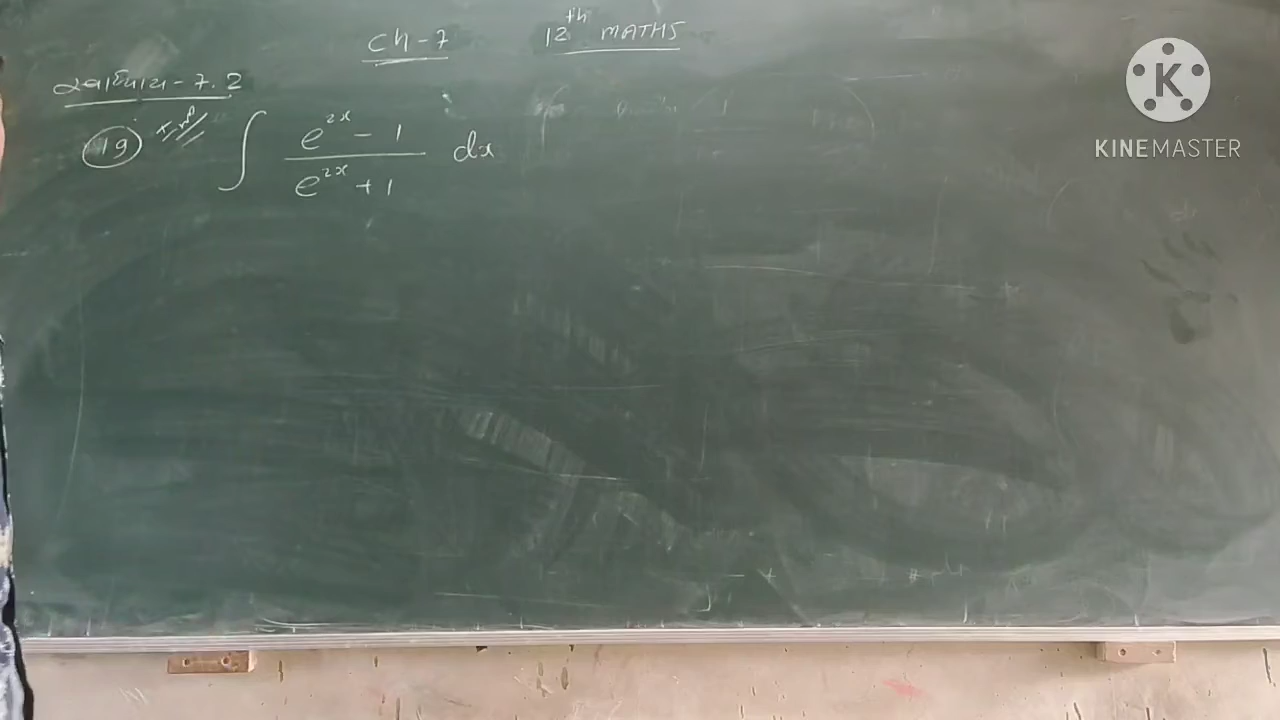 Ch-7 12th MATHS
સ્વાધ્યાય-7.2
19 ∫ (e^{2x} - 1)/(e^{2x} + 1) dx
K
KINEMASTER